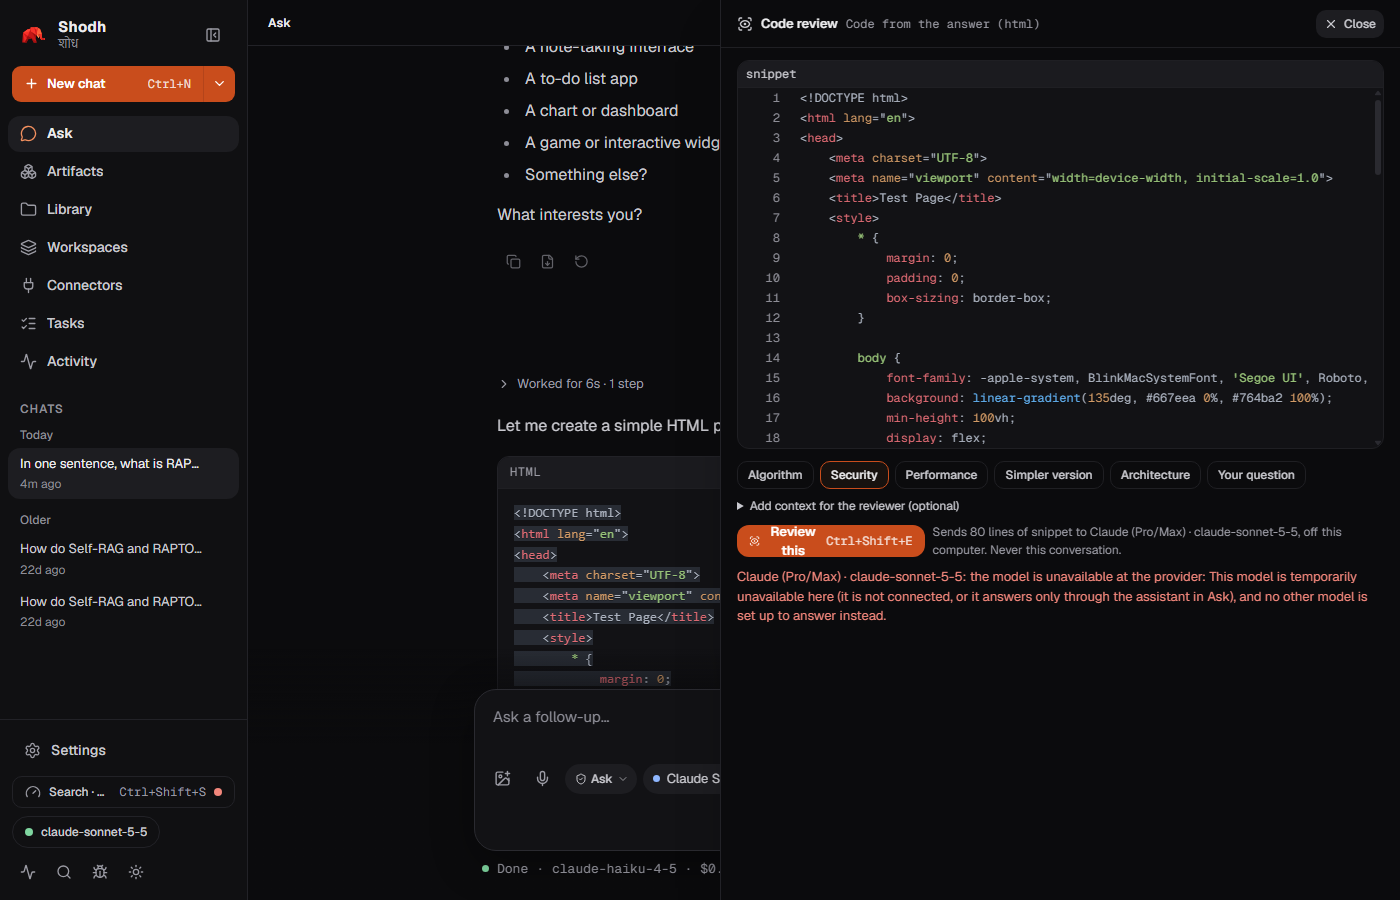 Shodh
शोध
New chat Ctrl+N
Ask
Artifacts
Library
Workspaces
Connectors
Tasks
Activity
CHATS
Today
In one sentence, what is RAP...
4m ago
Older
How do Self-RAG and RAPTO...
22d ago
How do Self-RAG and RAPTO...
22d ago
Settings
Search · ... Ctrl+Shift+S
claude-sonnet-5-5
Ask
A note-taking interface
A to-do list app
A chart or dashboard
A game or interactive widg
Something else?
What interests you?
Worked for 6s · 1 step
Let me create a simple HTML p
HTML
<!DOCTYPE html>
<html lang="en">
<head>
    <meta charset="UTF-8">
    <meta name="viewport" con
    <title>Test Page</title>
    <style>
        * {
            margin: 0;
Ask a follow-up...
Ask Claude S
Done · claude-haiku-4-5 · $0.
Code review Code from the answer (html)
Close
snippet
1 <!DOCTYPE html>
2 <html lang="en">
3 <head>
4     <meta charset="UTF-8">
5     <meta name="viewport" content="width=device-width, initial-scale=1.0">
6     <title>Test Page</title>
7     <style>
8         * {
9             margin: 0;
10             padding: 0;
11             box-sizing: border-box;
12         }
13
14         body {
15             font-family: -apple-system, BlinkMacSystemFont, 'Segoe UI', Roboto,
16             background: linear-gradient(135deg, #667eea 0%, #764ba2 100%);
17             min-height: 100vh;
18             display: flex;
Algorithm Security Performance Simpler version Architecture Your question
Add context for the reviewer (optional)
Review this Ctrl+Shift+E
Sends 80 lines of snippet to Claude (Pro/Max) · claude-sonnet-5-5, off this
computer. Never this conversation.
Claude (Pro/Max) · claude-sonnet-5-5: the model is unavailable at the provider: This model is temporarily
unavailable here (it is not connected, or it answers only through the assistant in Ask), and no other model is
set up to answer instead.